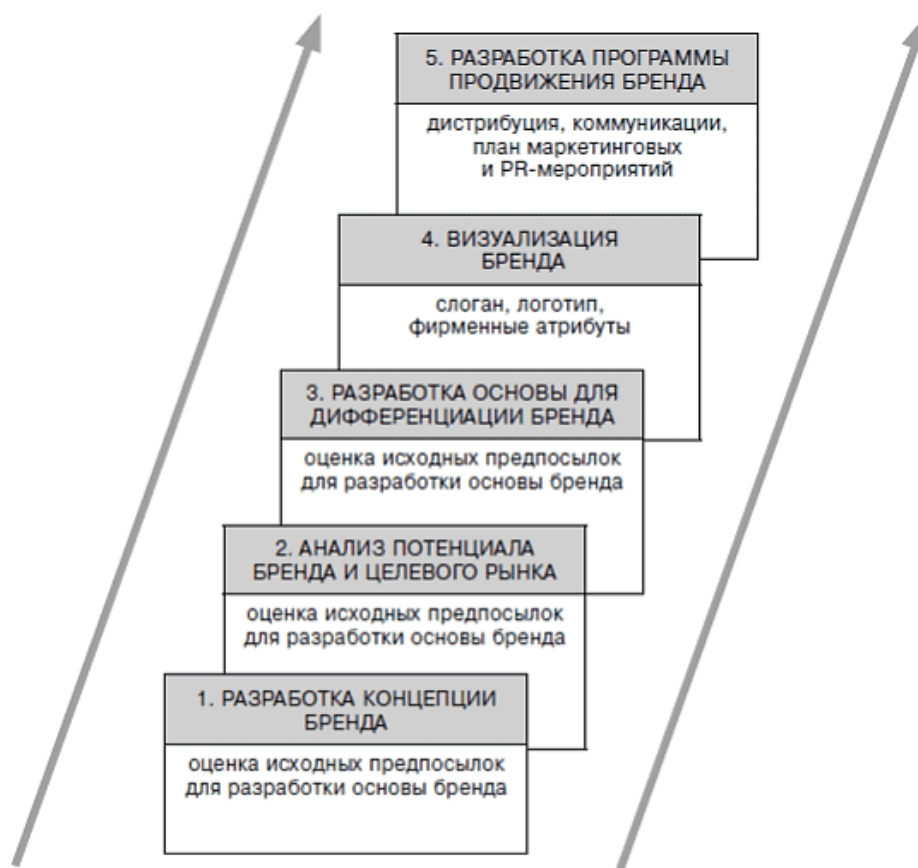 5. РАЗРАБОТКА ПРОГРАММЫ
ПРОДВИЖЕНИЯ БРЕНДА
дистрибуция, коммуникации,
план маркетинговых
и PR-мероприятий
4. ВИЗУАЛИЗАЦИЯ
БРЕНДА
слоган, логотип,
фирменные атрибуты
3. РАЗРАБОТКА ОСНОВЫ ДЛЯ
ДИФФЕРЕНЦИАЦИИ БРЕНДА
оценка исходных предпосылок
для разработки основы бренда
2. АНАЛИЗ ПОТЕНЦИАЛА
БРЕНДА И ЦЕЛЕВОГО РЫНКА
оценка исходных предпосылок
для разработки основы бренда
1. РАЗРАБОТКА КОНЦЕПЦИИ
БРЕНДА
оценка исходных предпосылок
для разработки основы бренда